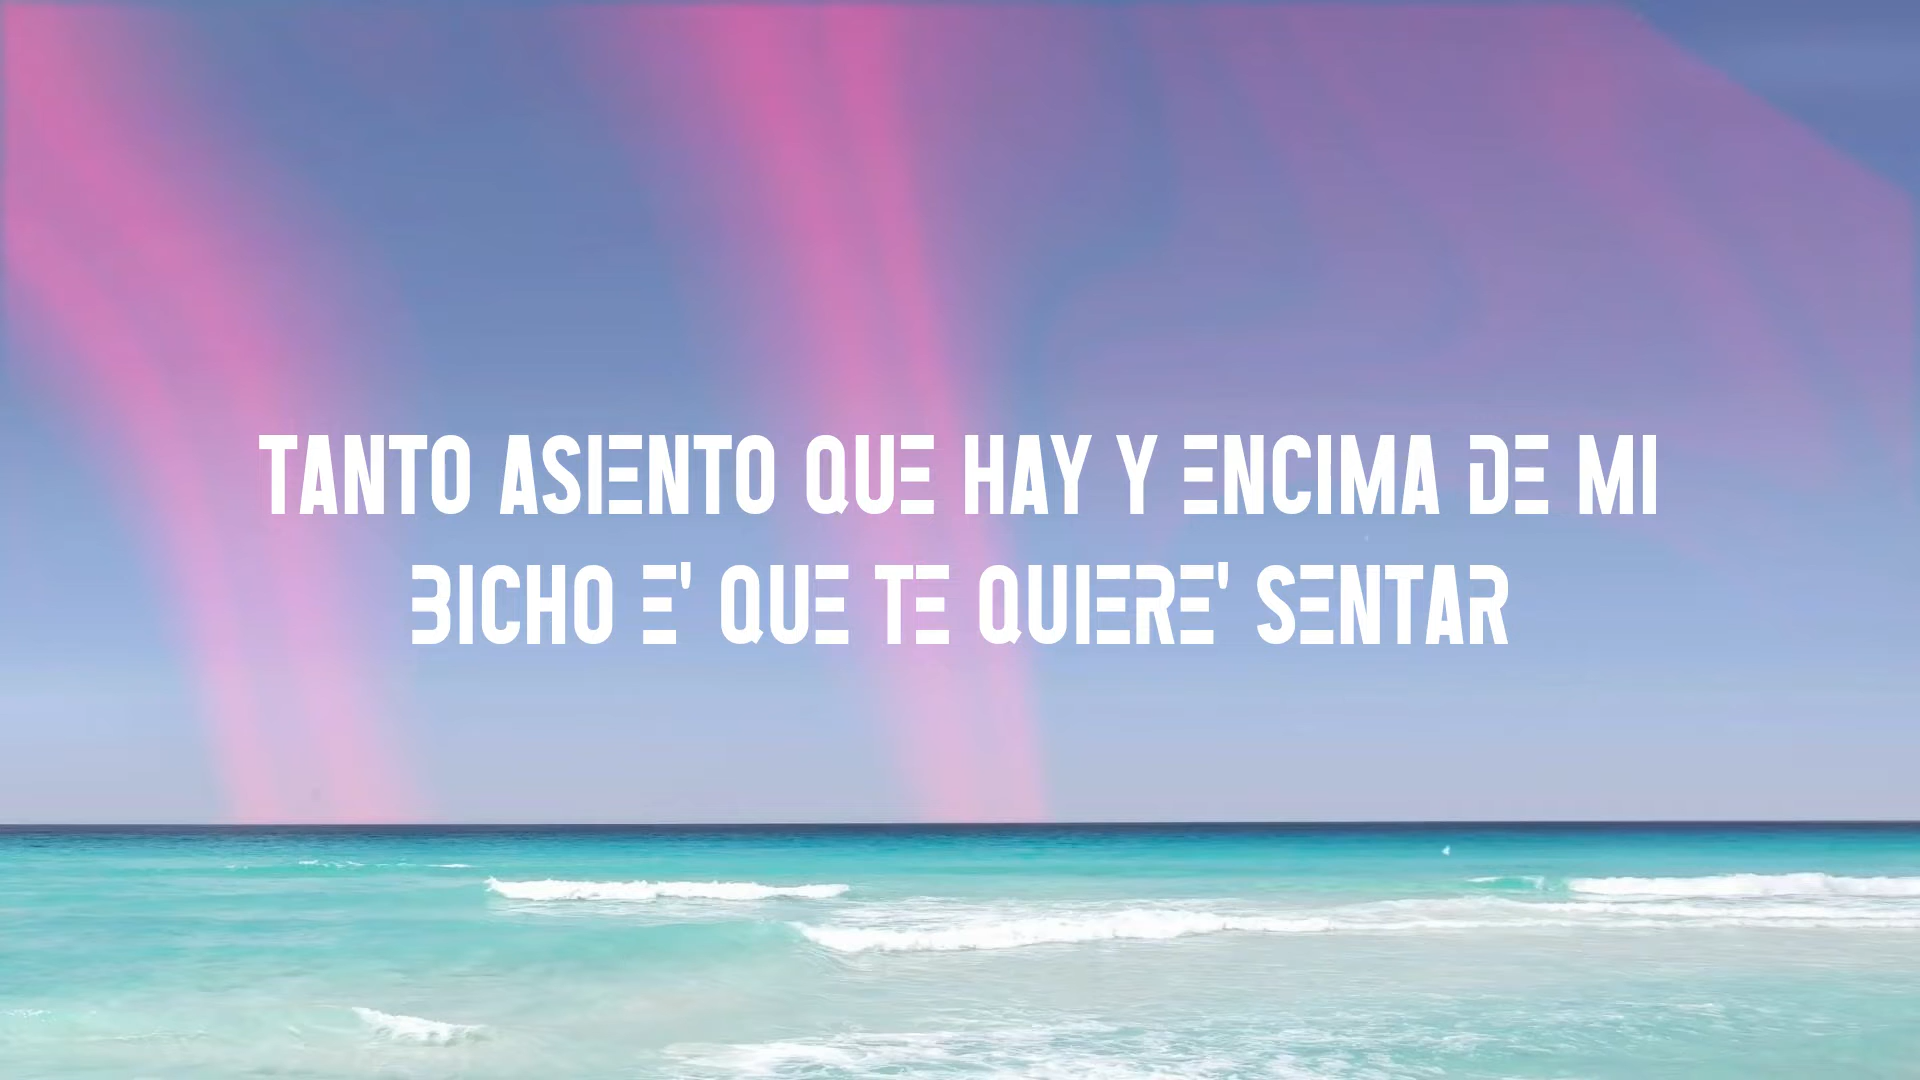 TANTO ASIENTO QUE HAY Y ENCIMA DE MI
BICHO E' QUE TE QUIERE' SENTAR